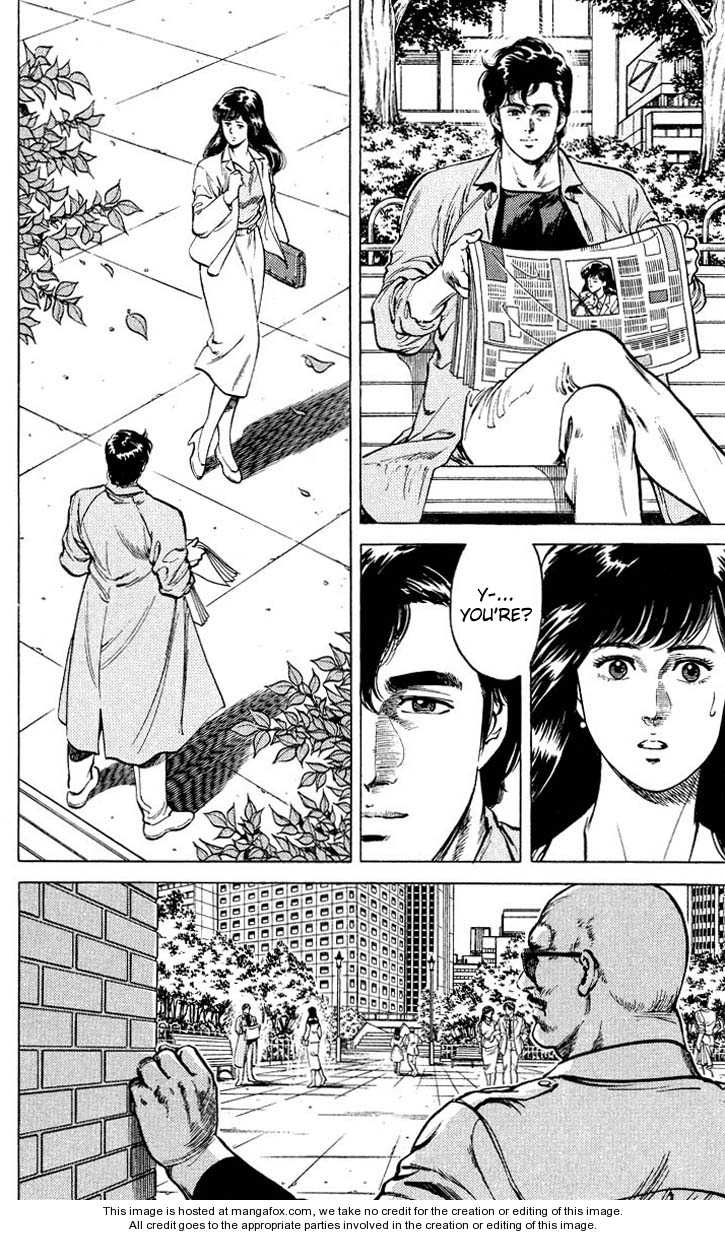 Y-...
YOU'RE?
This image is hosted at mangafox.com, we take no credit for the creation or editing of this image.
All credit goes to the appropriate parties involved in the creation or editing of this image.